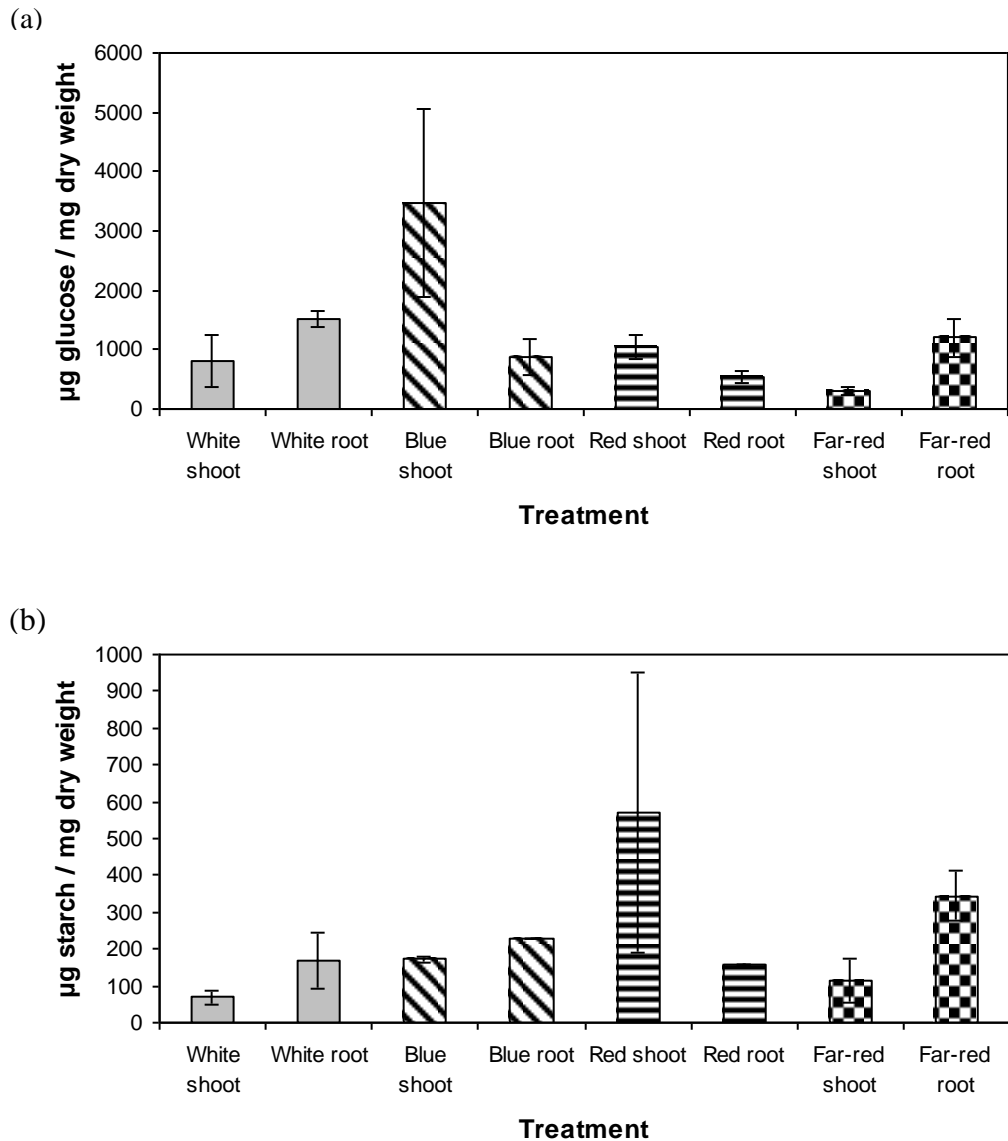 (a)
µg glucose / mg dry weight
6000
5000
4000
3000
2000
1000
0
White shoot
White root
Blue shoot
Blue root
Red shoot
Red root
Far-red shoot
Far-red root
Treatment
(b)
µg starch / mg dry weight
1000
900
800
700
600
500
400
300
200
100
0
White shoot
White root
Blue shoot
Blue root
Red shoot
Red root
Far-red shoot
Far-red root
Treatment